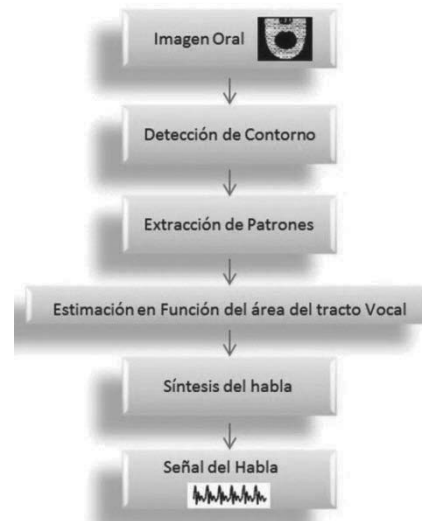 Imagen Oral
Detección de Contorno
Extracción de Patrones
Estimación en Función del área del tracto Vocal
Síntesis del habla
Señal del Habla